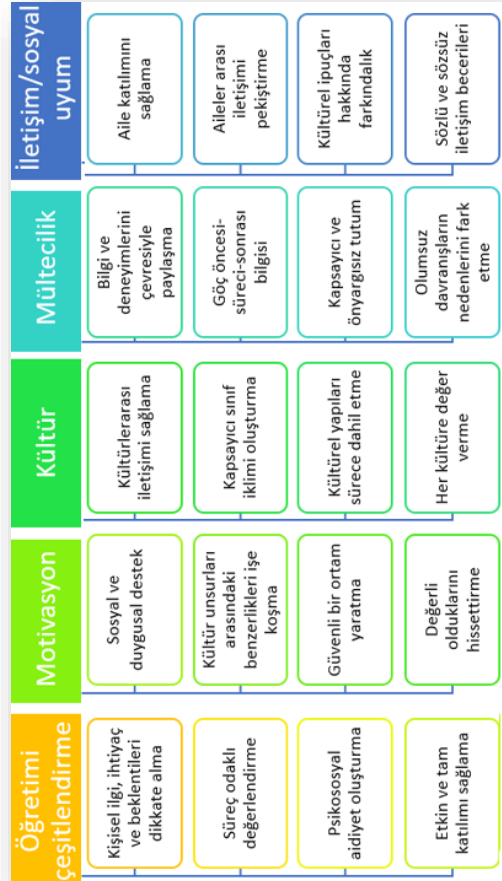 Öğretimi
çeşitlendirme
Kişisel ilgi, ihtiyaç
ve beklentileri
dikkate alma
Süreç odaklı
değerlendirme
Psikososyal
aidiyet oluşturma
Etkin ve tam
katılımı sağlama
Motivasyon
Sosyal ve
duygusal destek
Kültür unsurları
arasındaki
benzerlikleri işe
koşma
Güvenli bir ortam
yaratma
Değerli
olduklarını
hissettirme
Kültür
Kültürlerarası
iletişimi sağlama
Kapsayıcı sınıf
iklimi oluşturma
Kültürel yapıları
sürece dahil etme
Her kültüre değer
verme
Mültecilik
Bilgi ve
deneyimlerini
çevresiyle
paylaşma
Göç öncesi-
süreci-sonrası
bilgisi
Kapsayıcı ve
önyargısız tutum
Olumsuz
davranışların
nedenlerini fark
etme
İletişim/sosyal
uyum
Aile katılımını
sağlama
Aileler arası
iletişimi
pekiştirme
Kültürel ipuçları
hakkında
farkındalık
Sözlü ve sözsüz
iletişim becerileri